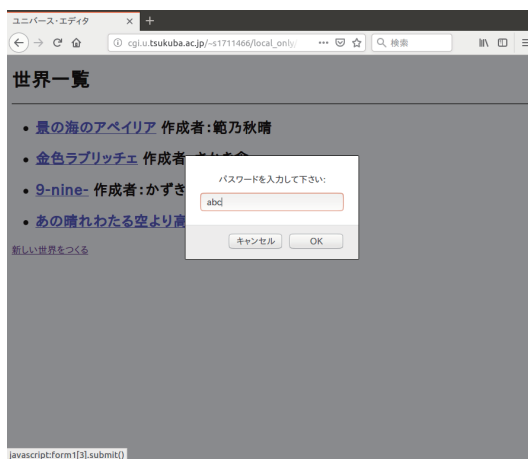 ユニバース・エディタ
cgi.u.tsukuba.ac.jp/~s1711466/local_only/
検索
世界一覧
景の海のアペイリア 作成者:範乃秋晴
金色ラブリッチェ 作成者
9-nine- 作成者:かずき
あの晴れわたる空より高
新しい世界をつくる
パスワードを入力して下さい:
abc
キャンセル OK
javascript:form1[3].submit()